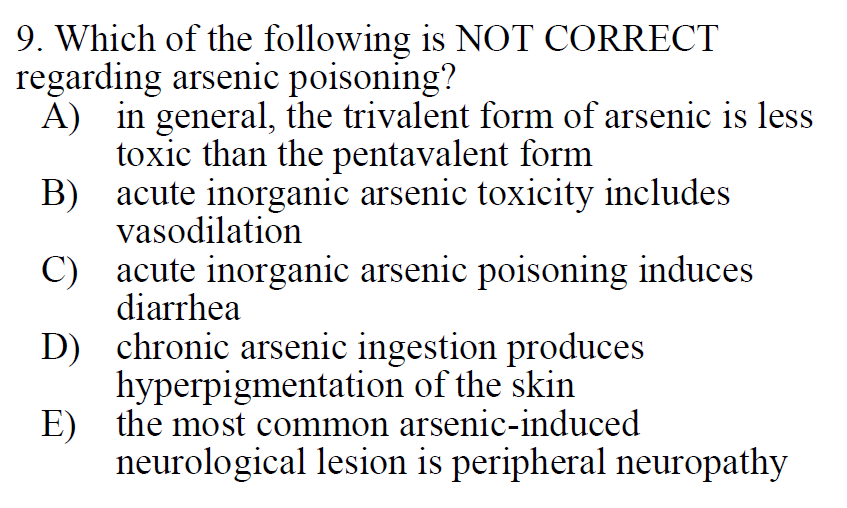 9. Which of the following is NOT CORRECT
regarding arsenic poisoning?
A) in general, the trivalent form of arsenic is less
toxic than the pentavalent form
B) acute inorganic arsenic toxicity includes
vasodilation
C) acute inorganic arsenic poisoning induces
diarrhea
D) chronic arsenic ingestion produces
hyperpigmentation of the skin
E) the most common arsenic-induced
neurological lesion is peripheral neuropathy